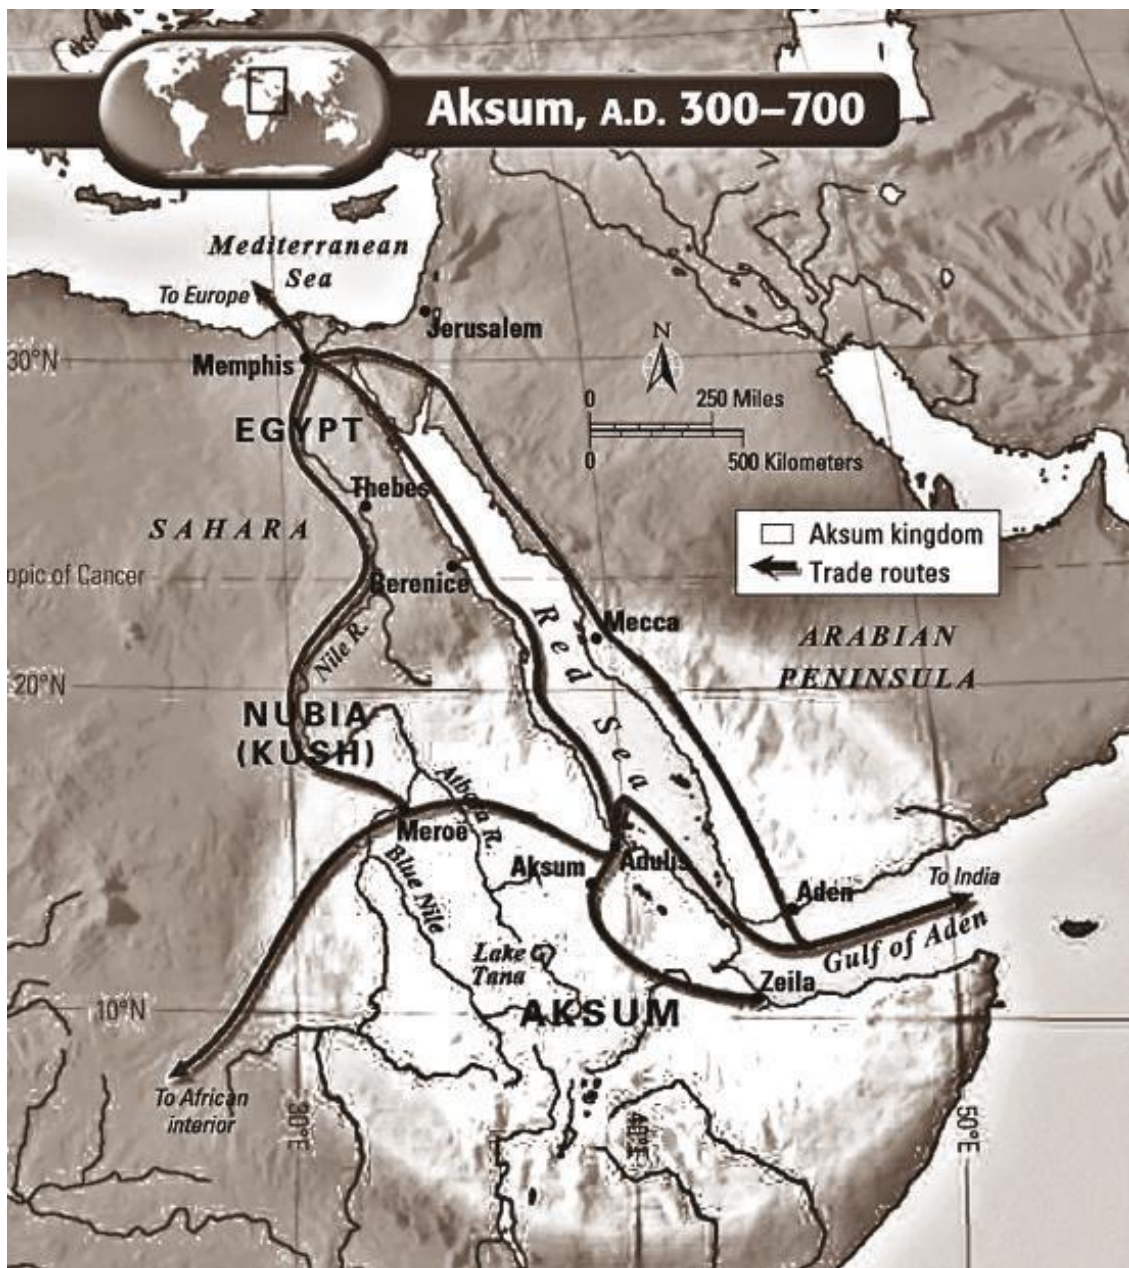 Aksum, A.D. 300–700
Mediterranean
Sea
To Europe
Jerusalem
30°N
Memphis
N
0 250 Miles
0 500 Kilometers
EGYPT
Thebes
SAHARA
Aksum kingdom
Trade routes
opic of Cancer
Berenice
Red Sea
Mecca
ARABIAN
PENINSULA
Nile R.
20°N
NUBIA
(KUSH)
Atbara R.
Meroe
Blue Nile
Aksum
Adulis
Aden
To India
Gulf of Aden
Lake
Tana
Zeila
10°N
AKSUM
To African
interior
30°E
40°E
50°E